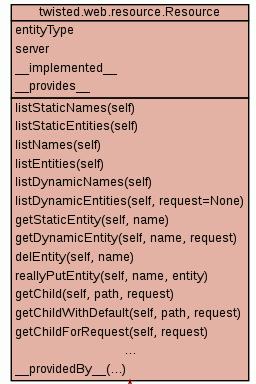 twisted.web.resource.Resource
entityType
server
__implemented__
__provides__
listStaticNames(self)
listStaticEntities(self)
listNames(self)
listEntities(self)
listDynamicNames(self)
listDynamicEntities(self, request=None)
getStaticEntity(self, name)
getDynamicEntity(self, name, request)
delEntity(self, name)
reallyPutEntity(self, name, entity)
getChild(self, path, request)
getChildWithDefault(self, path, request)
getChildForRequest(self, request)
...
__providedBy__(...)